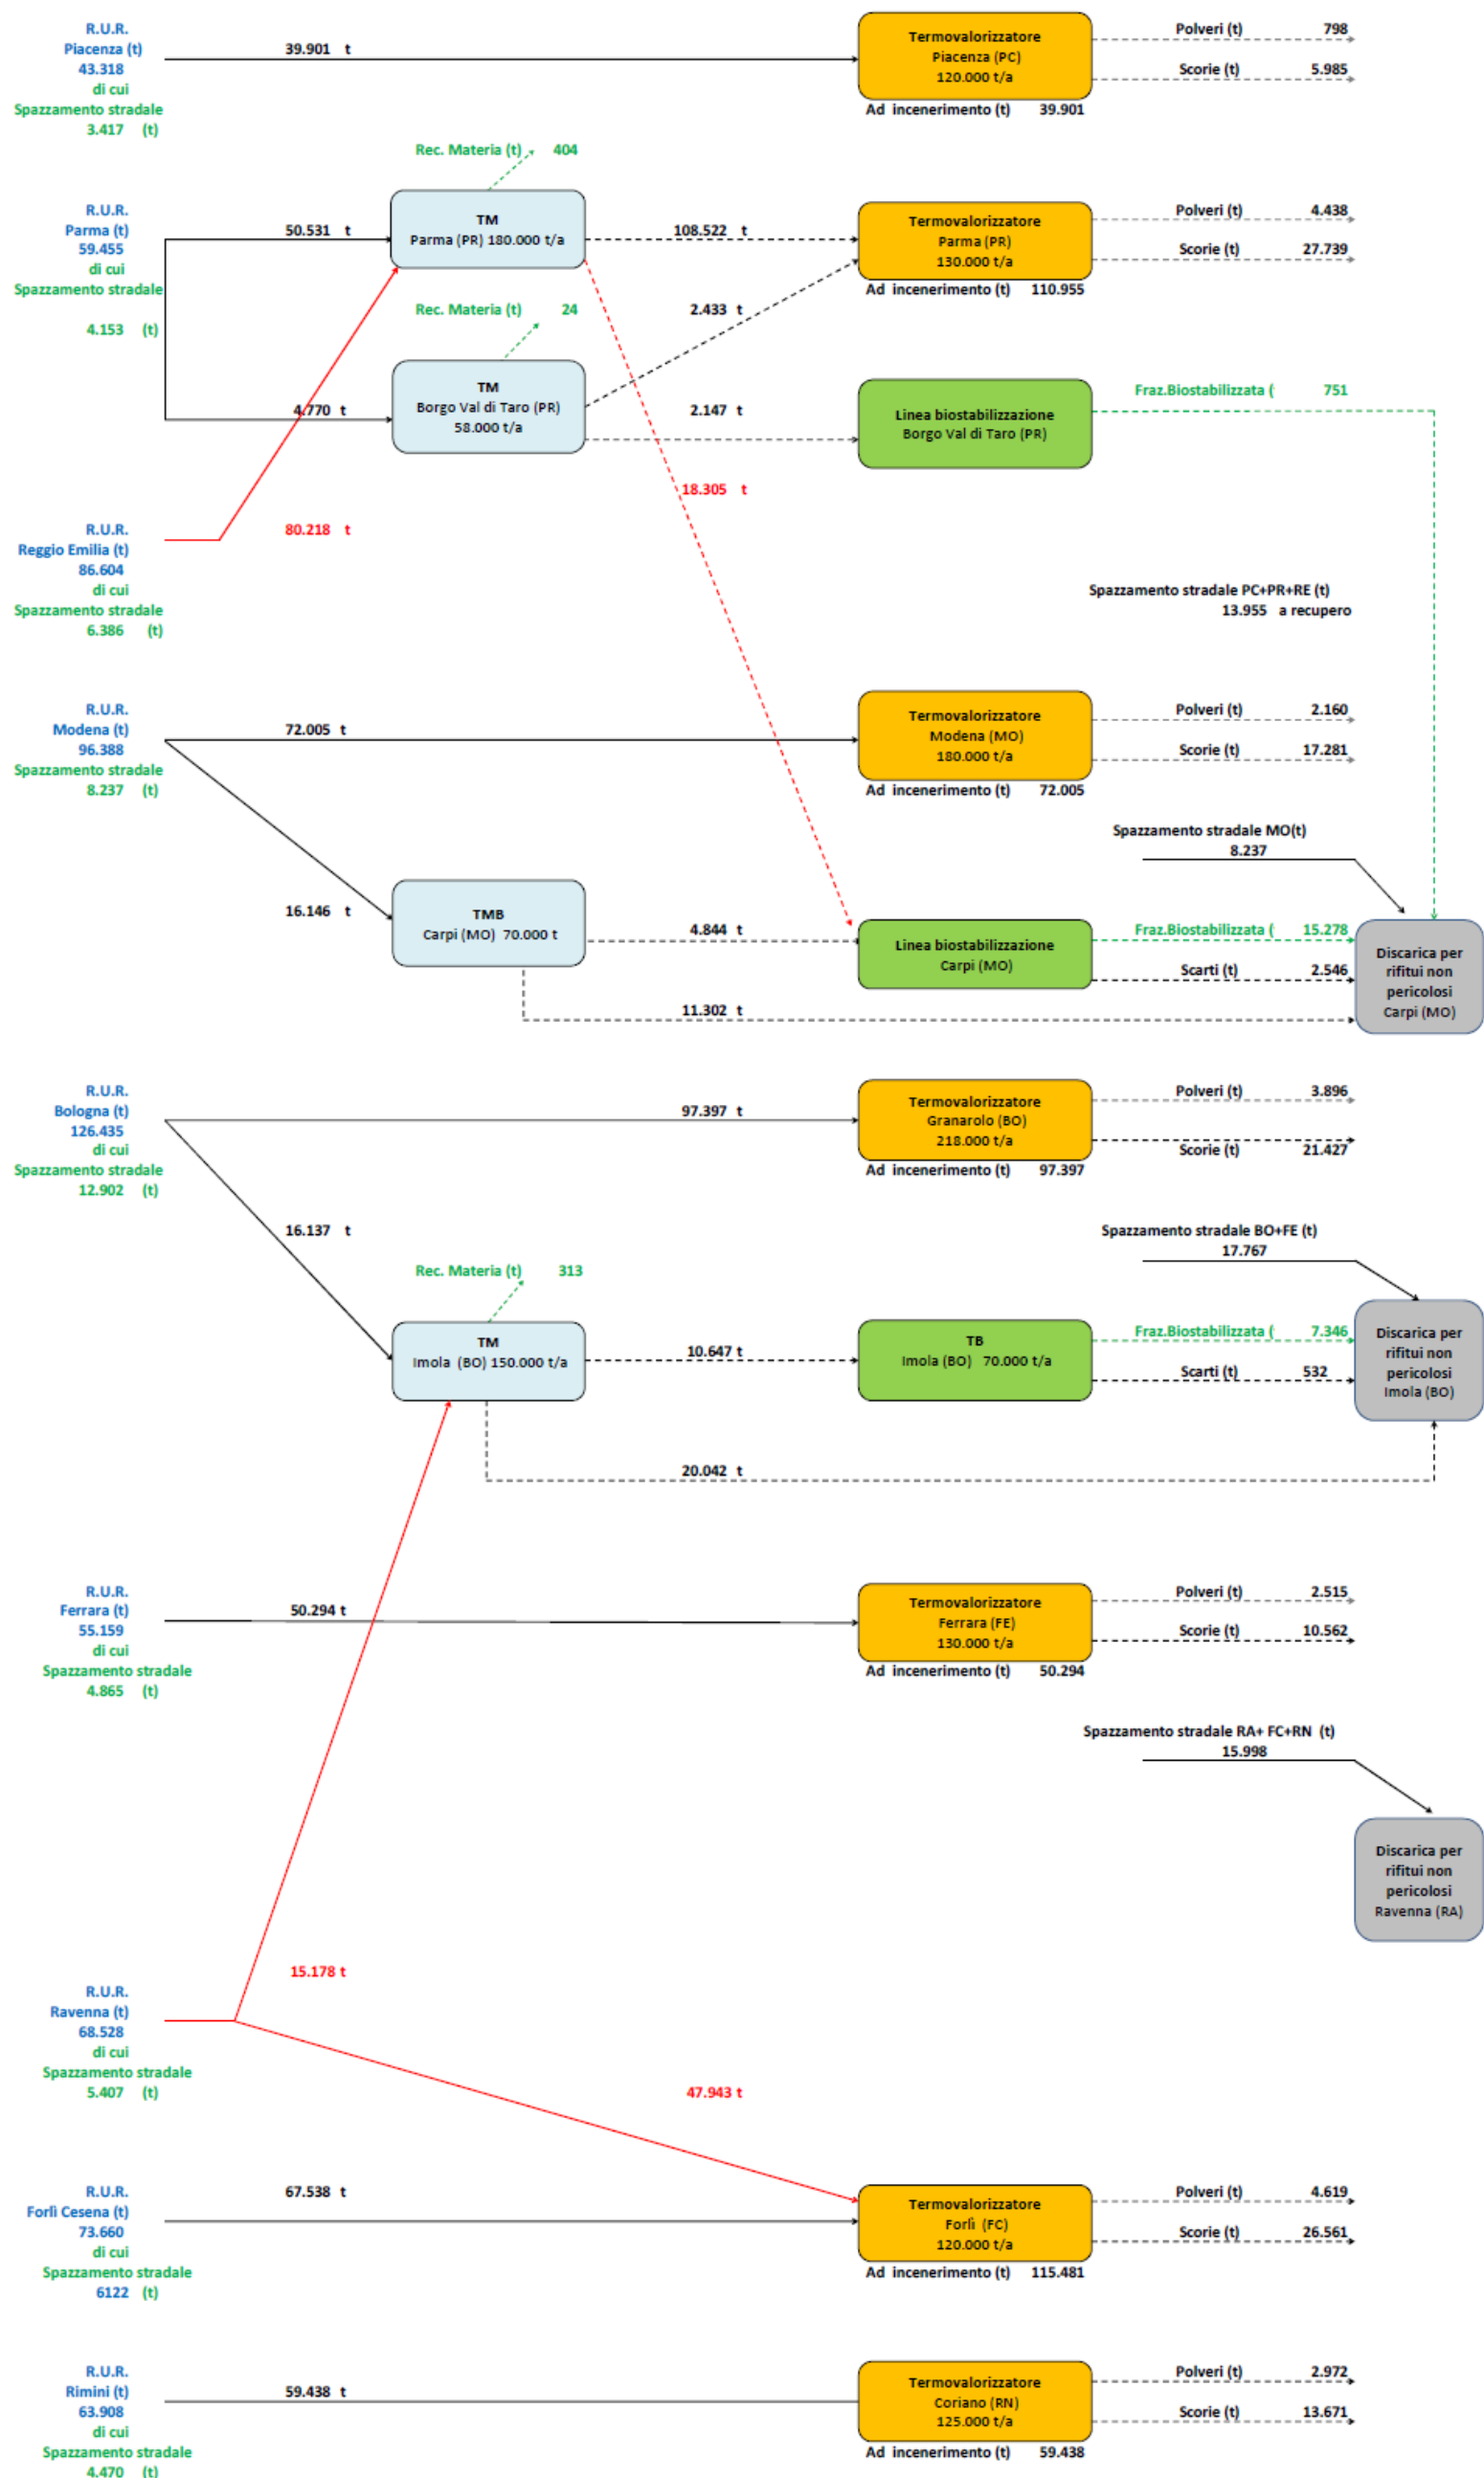 R.U.R.
Piacenza (t)
43.318
di cui
Spazzamento stradale
3.417 (t)
39.901 t
Termovalorizzatore
Piacenza (PC)
120.000 t/a
Ad incenerimento (t) 39.901
Polveri (t) 798
Scorie (t) 5.985
Rec. Materia (t) 404
R.U.R.
Parma (t)
59.455
di cui
Spazzamento stradale
4.153 (t)
50.531 t
TM
Parma (PR) 180.000 t/a
108.522 t
Termovalorizzatore
Parma (PR)
130.000 t/a
Ad incenerimento (t) 110.955
Polveri (t) 4.438
Scorie (t) 27.739
Rec. Materia (t) 24
2.433 t
4.770 t
TM
Borgo Val di Taro (PR)
58.000 t/a
2.147 t
Linea biostabilizzazione
Borgo Val di Taro (PR)
Fraz.Biostabilizzata ( 751
18.305 t
R.U.R.
Reggio Emilia (t)
86.604
di cui
Spazzamento stradale
6.386 (t)
80.218 t
Spazzamento stradale PC+PR+RE (t)
13.955 a recupero
R.U.R.
Modena (t)
96.388
Spazzamento stradale
8.237 (t)
72.005 t
Termovalorizzatore
Modena (MO)
180.000 t/a
Ad incenerimento (t) 72.005
Polveri (t) 2.160
Scorie (t) 17.281
Spazzamento stradale MO(t)
8.237
16.146 t
TMB
Carpi (MO) 70.000 t
4.844 t
Linea biostabilizzazione
Carpi (MO)
Fraz.Biostabilizzata ( 15.278
Scarti (t) 2.546
11.302 t
Discarica per
rifitui non
pericolosi
Carpi (MO)
R.U.R.
Bologna (t)
126.435
di cui
Spazzamento stradale
12.902 (t)
97.397 t
Termovalorizzatore
Granarolo (BO)
218.000 t/a
Ad incenerimento (t) 97.397
Polveri (t) 3.896
Scorie (t) 21.427
16.137 t
Spazzamento stradale BO+FE (t)
17.767
Rec. Materia (t) 313
TM
Imola (BO) 150.000 t/a
10.647 t
TB
Imola (BO) 70.000 t/a
Fraz.Biostabilizzata ( 7.346
Scarti (t) 532
Discarica per
rifitui non
pericolosi
Imola (BO)
20.042 t
R.U.R.
Ferrara (t)
55.159
di cui
Spazzamento stradale
4.865 (t)
50.294 t
Termovalorizzatore
Ferrara (FE)
130.000 t/a
Ad incenerimento (t) 50.294
Polveri (t) 2.515
Scorie (t) 10.562
Spazzamento stradale RA+ FC+RN (t)
15.998
Discarica per
rifitui non
pericolosi
Ravenna (RA)
15.178 t
R.U.R.
Ravenna (t)
68.528
di cui
Spazzamento stradale
5.407 (t)
47.943 t
R.U.R.
Forlì Cesena (t)
73.660
di cui
Spazzamento stradale
6122 (t)
67.538 t
Termovalorizzatore
Forlì (FC)
120.000 t/a
Ad incenerimento (t) 115.481
Polveri (t) 4.619
Scorie (t) 26.561
R.U.R.
Rimini (t)
63.908
di cui
Spazzamento stradale
4.470 (t)
59.438 t
Termovalorizzatore
Coriano (RN)
125.000 t/a
Ad incenerimento (t) 59.438
Polveri (t) 2.972
Scorie (t) 13.671